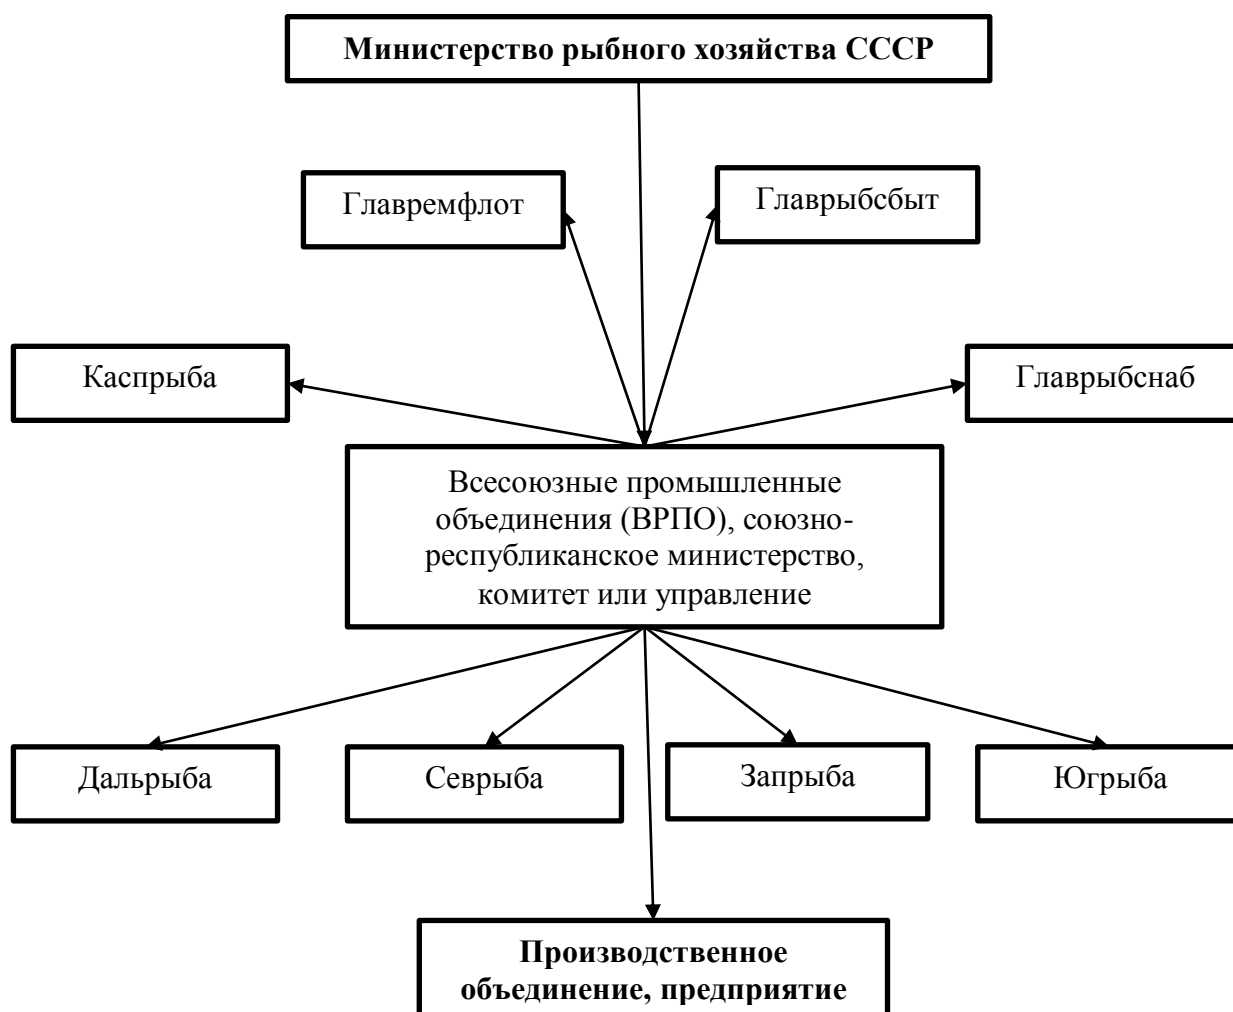 Министерство рыбного хозяйства СССР
Главремфлот
Главрыбсбыт
Каспрыба
Главрыбснаб
Всесоюзные промышленные
объединения (ВРПО), союзно-
республиканское министерство,
комитет или управление
Дальрыба
Севрыба
Запрыба
Югрыба
Производственное
объединение, предприятие